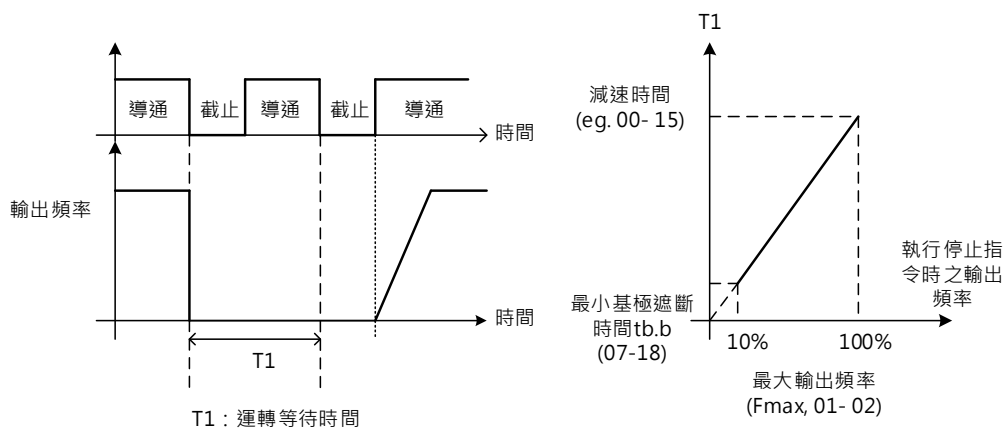 導通
截止
導通
截止
導通
時間
輸出頻率
時間
T1
T1：運轉等待時間
T1
減速時間
(eg. 00- 15)
最小基極遮斷
時間tb.b
(07-18)
10%
100%
執行停止指
令時之輸出
頻率
最大輸出頻率
(Fmax, 01- 02)